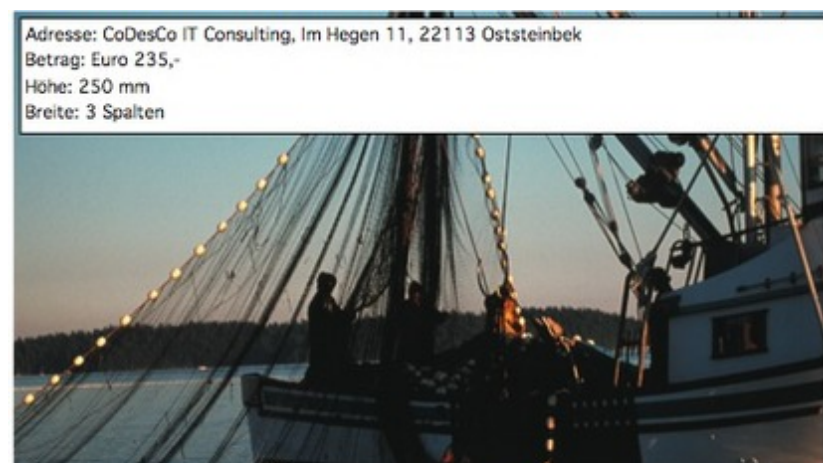 Adresse: CoDesCo IT Consulting, Im Hegen 11, 22113 Oststeinbek
Betrag: Euro 235,-
Höhe: 250 mm
Breite: 3 Spalten